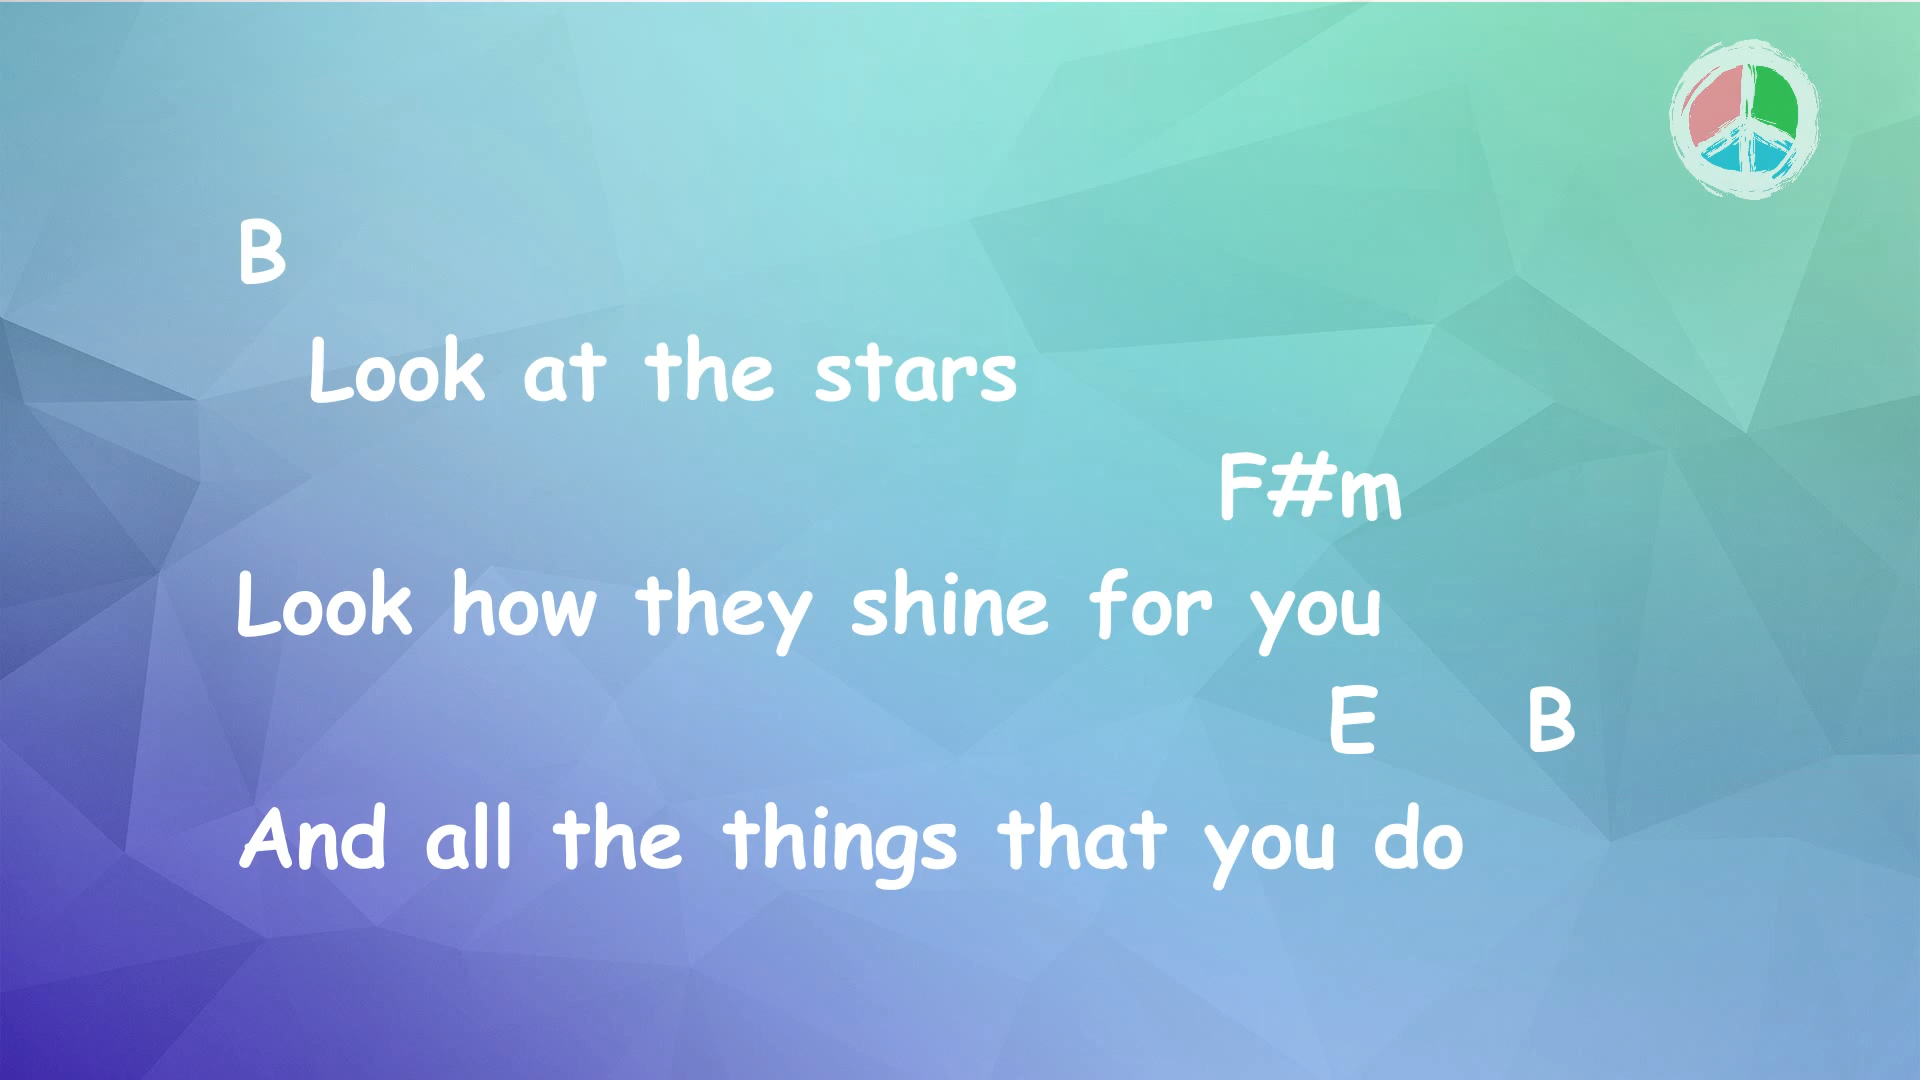 B
Look at the stars
F#m
Look how they shine for you
E B
And all the things that you do